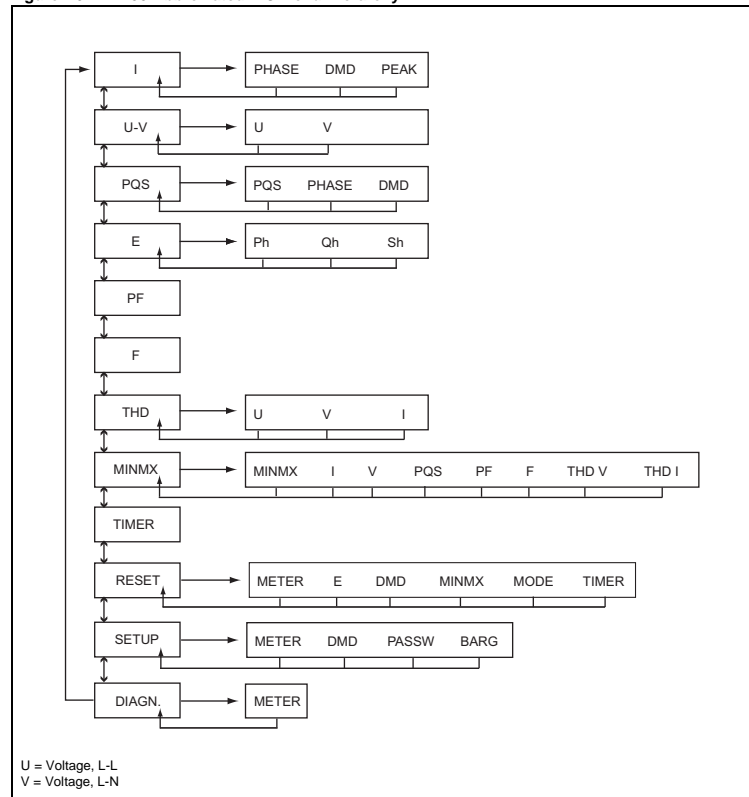 I PHASE DMD PEAK
U-V U V
PQS PQS PHASE DMD
E Ph Qh Sh
PF
F
THD U V I
MINMX MINMX I V PQS PF F THD V THD I
TIMER
RESET METER E DMD MINMX MODE TIMER
SETUP METER DMD PASSW BARG
DIAGN. METER
U = Voltage, L-L
V = Voltage, L-N